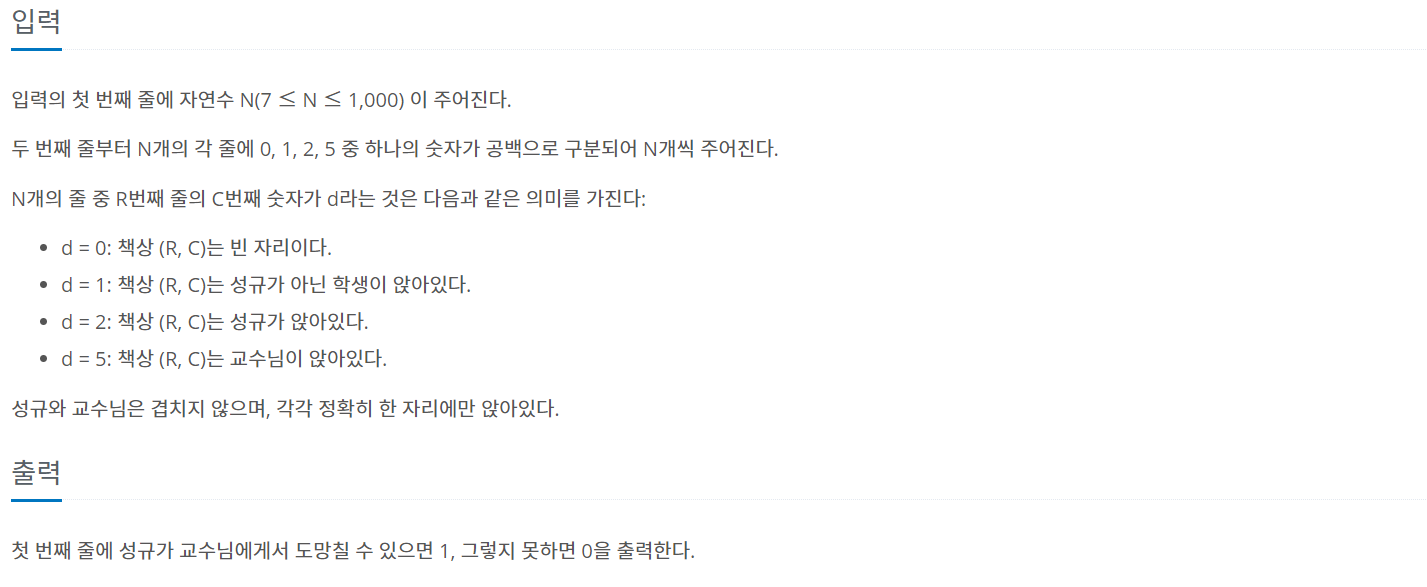 입력
입력의 첫 번째 줄에 자연수 N(7 ≤ N ≤ 1,000) 이 주어진다.
두 번째 줄부터 N개의 각 줄에 0, 1, 2, 5 중 하나의 숫자가 공백으로 구분되어 N개씩 주어진다.
N개의 줄 중 R번째 줄의 C번째 숫자가 d라는 것은 다음과 같은 의미를 가진다:
• d = 0: 책상 (R, C)는 빈 자리이다.
• d = 1: 책상 (R, C)는 성규가 아닌 학생이 앉아있다.
• d = 2: 책상 (R, C)는 성규가 앉아있다.
• d = 5: 책상 (R, C)는 교수님이 앉아있다.
성규와 교수님은 겹치지 않으며, 각각 정확히 한 자리에만 앉아있다.
출력
첫 번째 줄에 성규가 교수님에게서 도망칠 수 있으면 1, 그렇지 못하면 0을 출력한다.